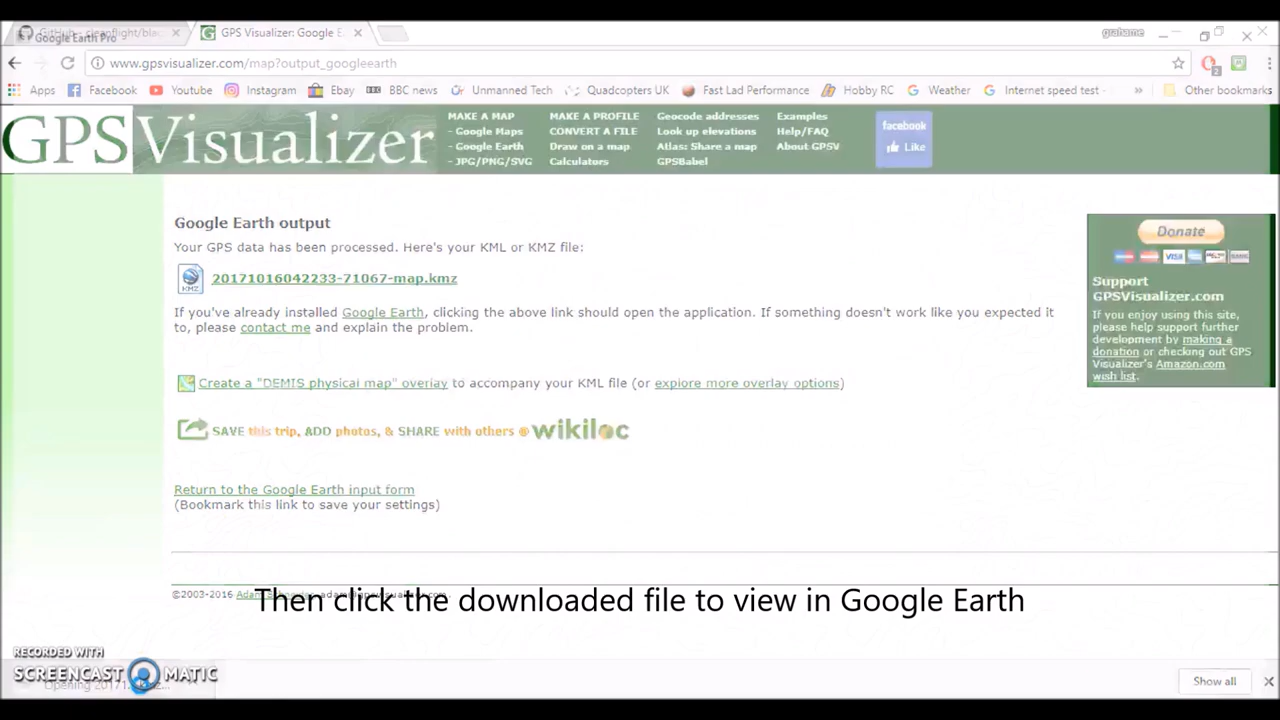 GitHub - cleanflight/blac
Google Earth Pro
GPS Visualizer: Google E
grahame
www.gpsvisualizer.com/map?output_googleearth
2
Apps
Facebook
Youtube
Instagram
Ebay
BBC news
Unmanned Tech
Quadcopters UK
Fast Lad Performance
Hobby RC
Weather
Internet speed test
»
Other bookmarks
GPSVisualizer
MAKE A MAP
- Google Maps
- Google Earth
- JPG/PNG/SVG
MAKE A PROFILE
CONVERT A FILE
Draw on a map
Calculators
Geocode addresses
Look up elevations
Atlas: Share a map
GPSBabel
Examples
Help/FAQ
About GPSV
facebook
Like
Google Earth output
Your GPS data has been processed. Here's your KML or KMZ file:
KMZ
20171016042233-71067-map.kmz
If you've already installed Google Earth, clicking the above link should open the application. If something doesn't work like you expected it
to, please contact me and explain the problem.
Create a "DEMIS physical map" overlay to accompany your KML file (or explore more overlay options)
SAVE this trip, ADD photos, & SHARE with others @ wikiloc
Return to the Google Earth input form
(Bookmark this link to save your settings)
Donate
VISA
Support
GPSVisualizer.com
If you enjoy using this site,
please help support further
development by making a
donation or checking out GPS
Visualizer's Amazon.com
wish list.
©2003-2016
Then click the downloaded file to view in Google Earth
RECORDED WITH
SCREENCAST MATIC
Show all